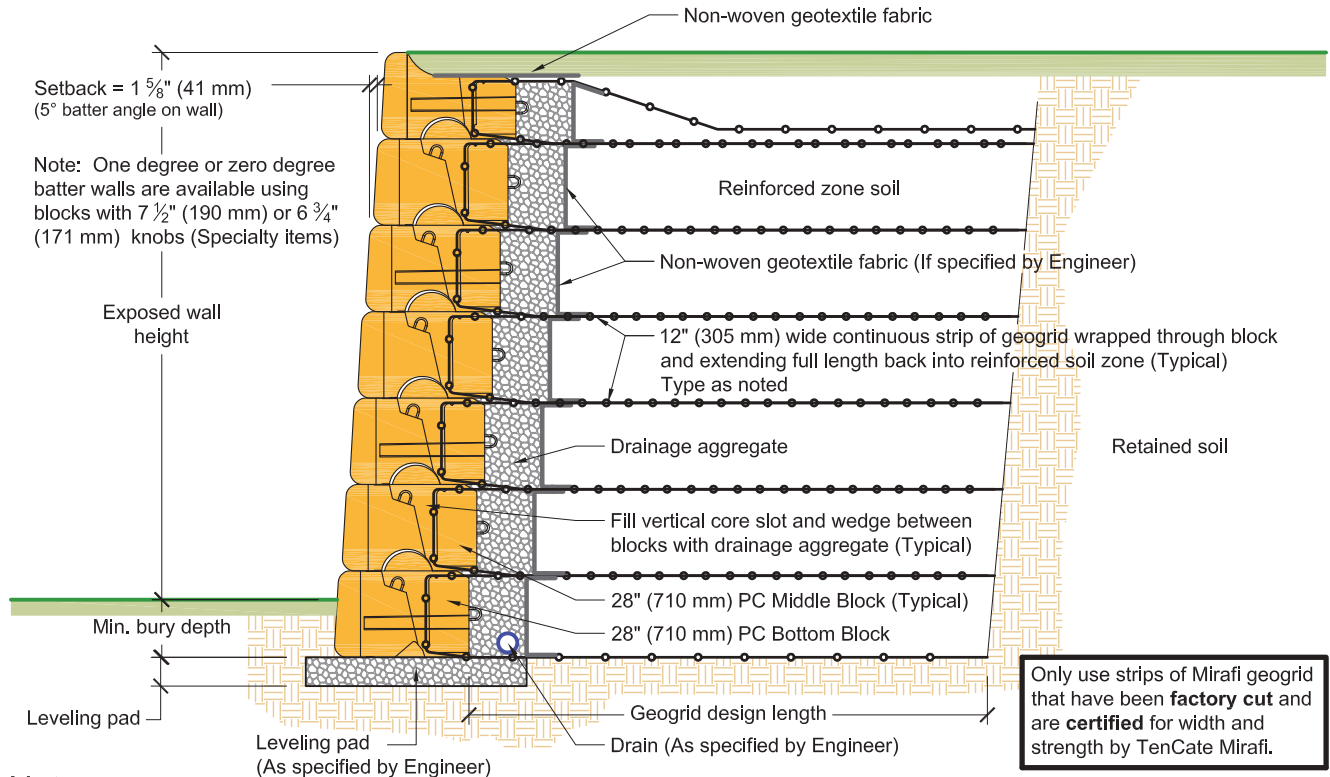 Non-woven geotextile fabric
Setback = 1 5⁄8" (41 mm)
(5° batter angle on wall)
Note: One degree or zero degree
batter walls are available using
blocks with 7 1⁄2" (190 mm) or 6 3⁄4"
(171 mm) knobs (Specialty items)
Reinforced zone soil
Non-woven geotextile fabric (If specified by Engineer)
Exposed wall
height
12" (305 mm) wide continuous strip of geogrid wrapped through block
and extending full length back into reinforced soil zone (Typical)
Type as noted
Drainage aggregate
Retained soil
Fill vertical core slot and wedge between
blocks with drainage aggregate (Typical)
28" (710 mm) PC Middle Block (Typical)
Min. bury depth
28" (710 mm) PC Bottom Block
Only use strips of Mirafi geogrid
that have been factory cut and
are certified for width and
strength by TenCate Mirafi.
Leveling pad
Geogrid design length
Leveling pad
(As specified by Engineer)
Drain (As specified by Engineer)